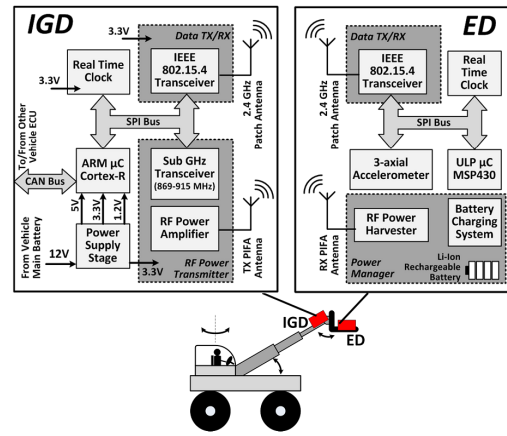 IGD
3.3V
Data TX/RX
Real Time
Clock
IEEE
802.15.4
Transceiver
3.3V
2.4 GHz
Patch Antenna
SPI Bus
To/From Other
Vehicle ECU
CAN Bus
ARM µC
Cortex-R
Sub GHz
Transceiver
(869-915 MHz)
5V
3.3V
1.2V
RF Power
Amplifier
TX PIFA
Antenna
From Vehicle
Main Battery
12V
Power
Supply
Stage
3.3V
RF Power
Transmitter
ED
Data TX/RX
IEEE
802.15.4
Transceiver
2.4 GHz
Patch Antenna
Real
Time
Clock
SPI Bus
3-axial
Accelerometer
ULP µC
MSP430
RX PIFA
Antenna
RF Power
Harvester
Battery
Charging
System
Power
Manager
Li-Ion
Rechargeable
Battery
IGD
ED